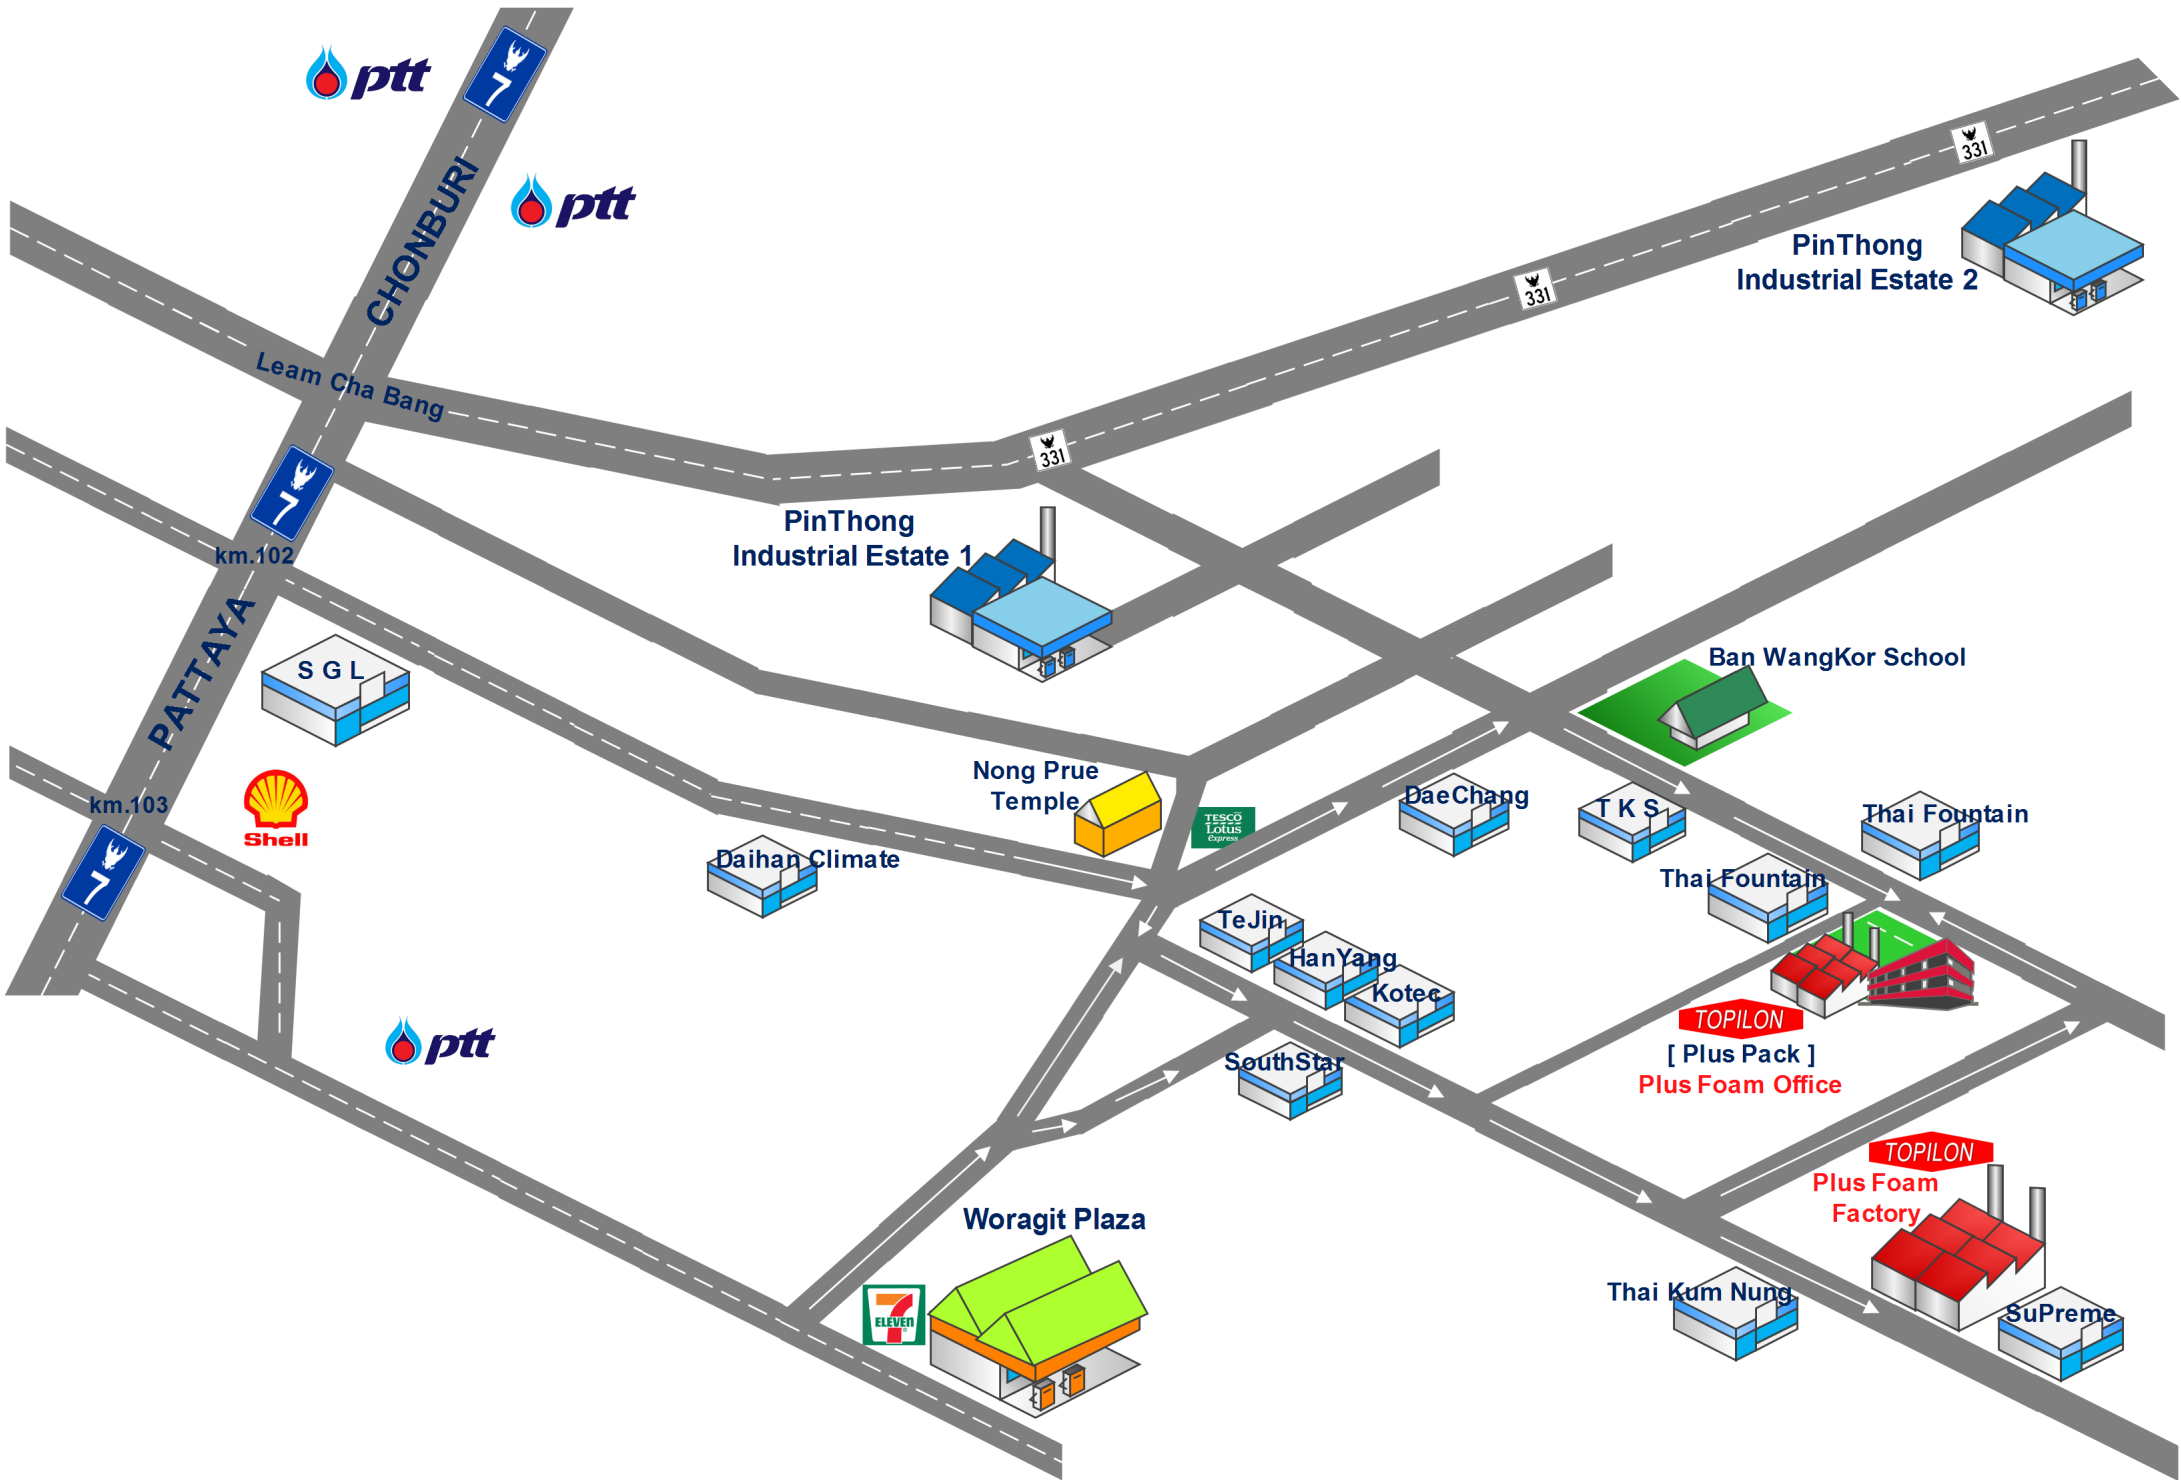 ptt
7
ptt
CHONBURI
331
331
PinThong
Industrial Estate 2
Leam Cha Bang
331
7
km.102
PinThong
Industrial Estate 1
PATTAYA
S G L
Ban WangKor School
Nong Prue
Temple
km.103
Shell
7
TESCO
Lotus
express
DaeChang
T K S
Thai Fountain
Daihan Climate
Thai Fountain
TeJin
HanYang
Kotec
TOPILON
[ Plus Pack ]
Plus Foam Office
ptt
SouthStar
TOPILON
Plus Foam
Factory
Woragit Plaza
7
ELEVEN
Thai Kum Nung
SuPreme